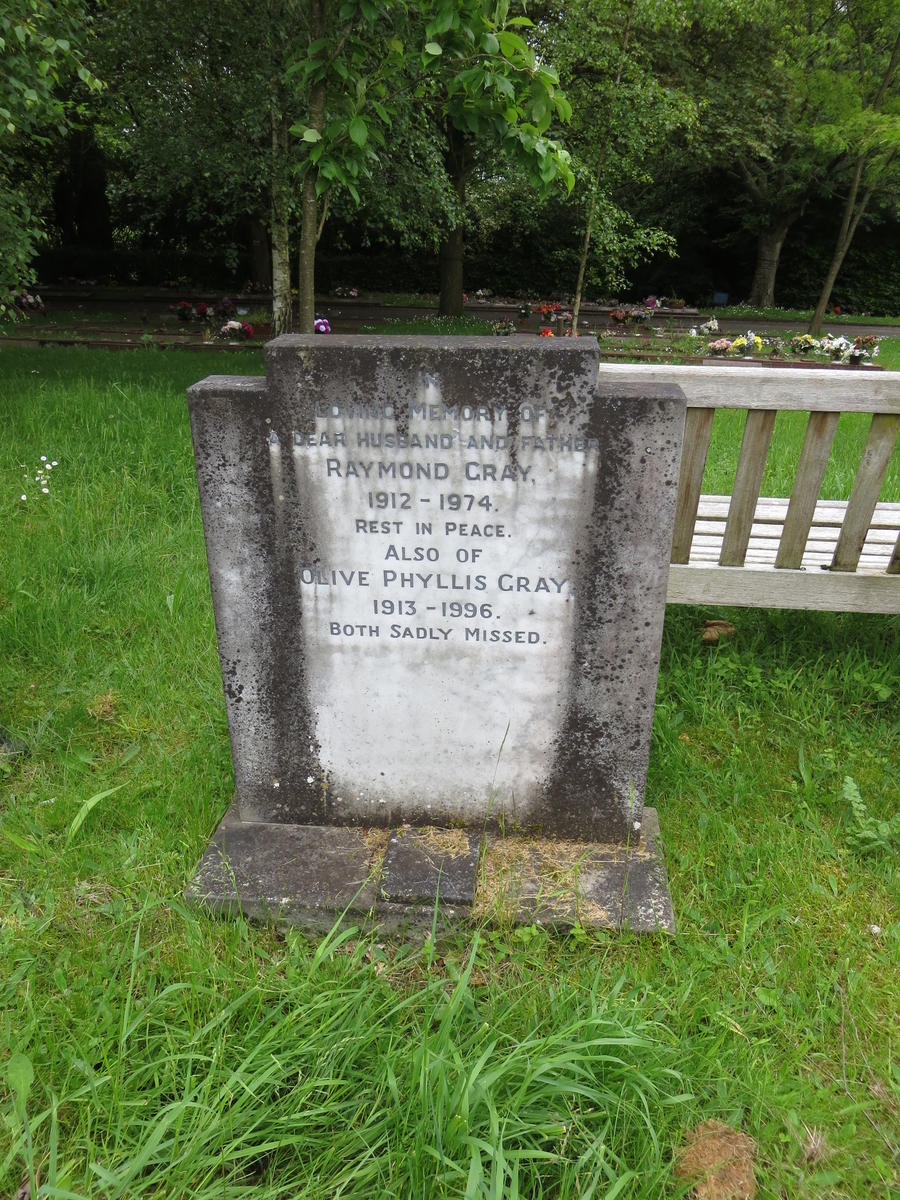 IN
LOVING MEMORY OF
A DEAR HUSBAND AND FATHER
RAYMOND GRAY,
1912 - 1974.
REST IN PEACE.
ALSO OF
OLIVE PHYLLIS GRAY,
1913 - 1996.
BOTH SADLY MISSED.